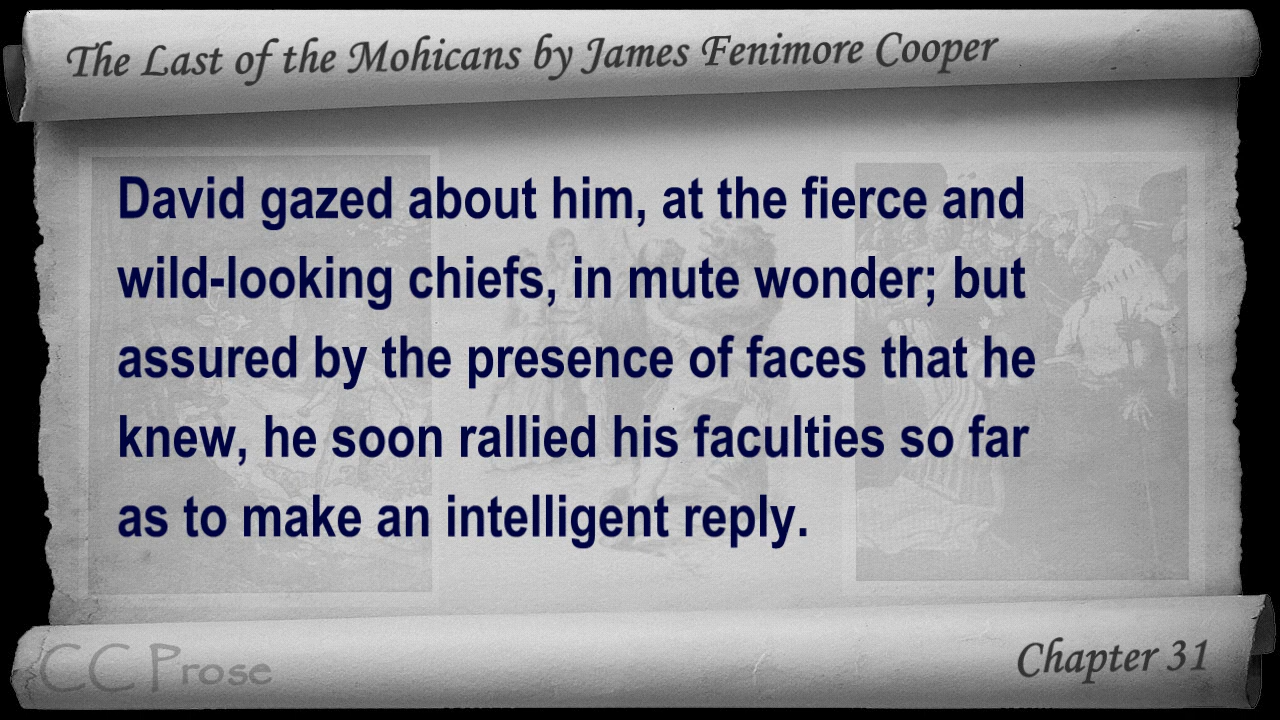 The Last of the Mohicans by James Fenimore Cooper
David gazed about him, at the fierce and
wild-looking chiefs, in mute wonder; but
assured by the presence of faces that he
knew, he soon rallied his faculties so far
as to make an intelligent reply.
CC Prose
Chapter 31